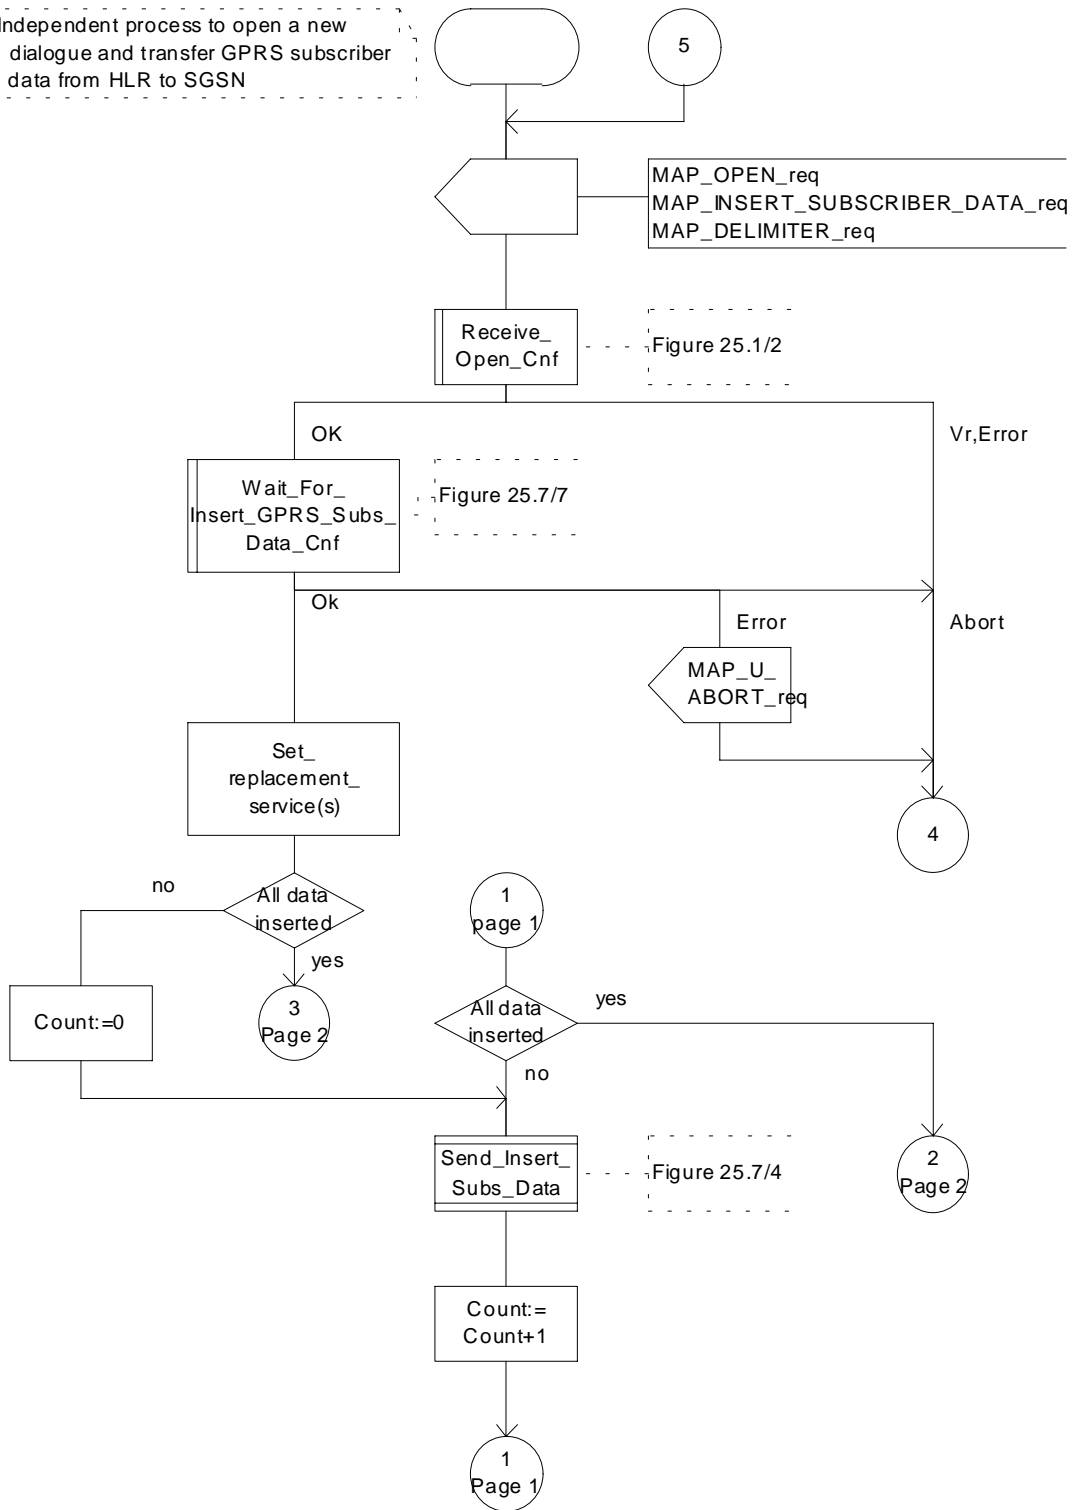 Independent process to open a new
dialogue and transfer GPRS subscriber
data from HLR to SGSN
5
MAP_OPEN_req
MAP_INSERT_SUBSCRIBER_DATA_req
MAP_DELIMITER_req
Receive_
Open_Cnf
Figure 25.1/2
OK
Vr,Error
Wait_For_
Insert_GPRS_Subs_
Data_Cnf
Figure 25.7/7
Ok
Error
Abort
MAP_U_
ABORT_req
Set_
replacement_
service(s)
4
no
All data
inserted
yes
1
page 1
Count:=0
3
Page 2
All data
inserted
yes
no
Send_Insert_
Subs_Data
Figure 25.7/4
2
Page 2
Count:=
Count+1
1
Page 1